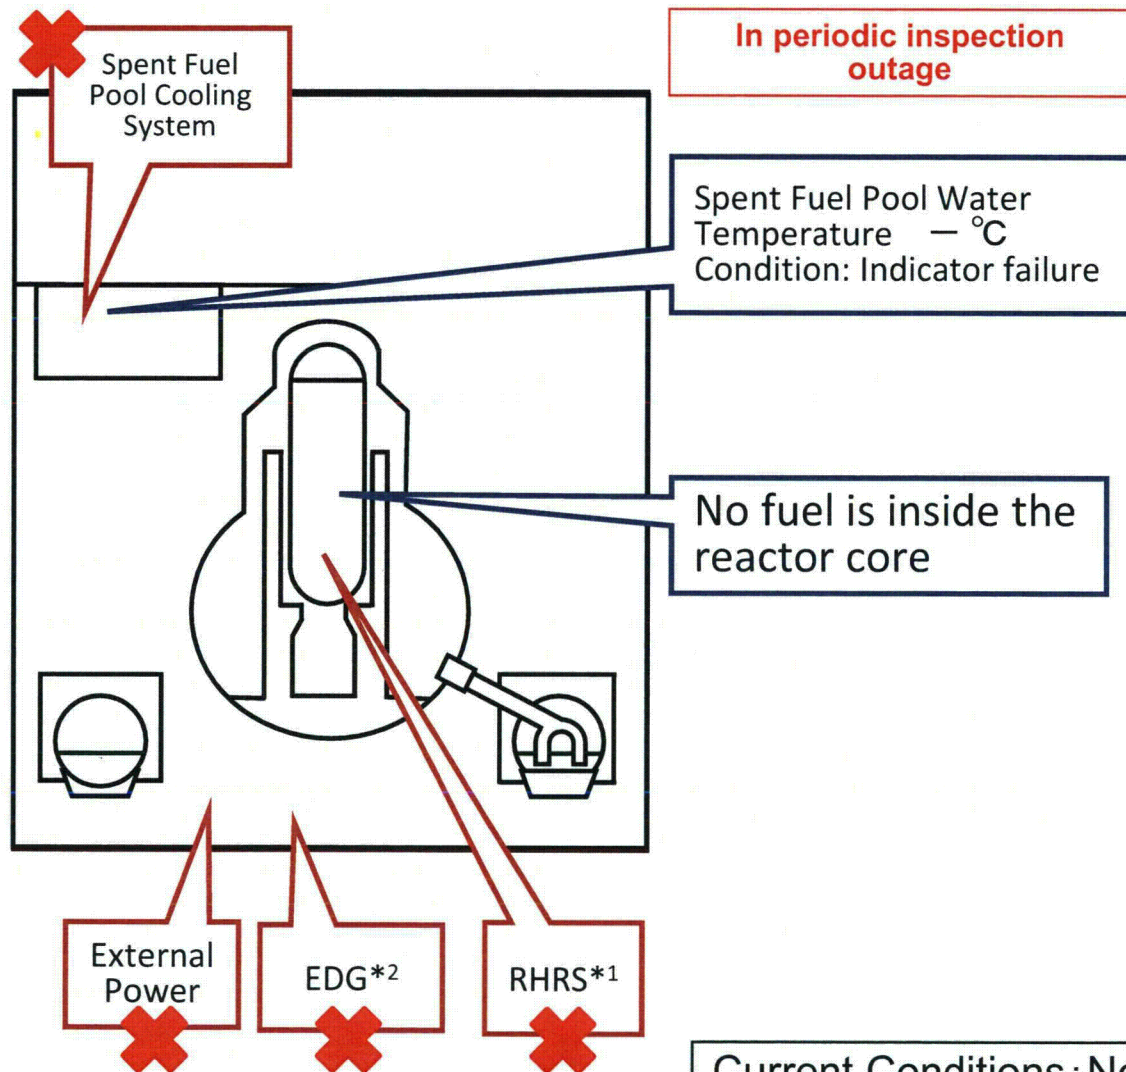 Spent Fuel
Pool Cooling
System
In periodic inspection
outage
Spent Fuel Pool Water
Temperature — ℃
Condition: Indicator failure
No fuel is inside the
reactor core
External
Power
EDG*2
RHRS*1
Current Conditions : No